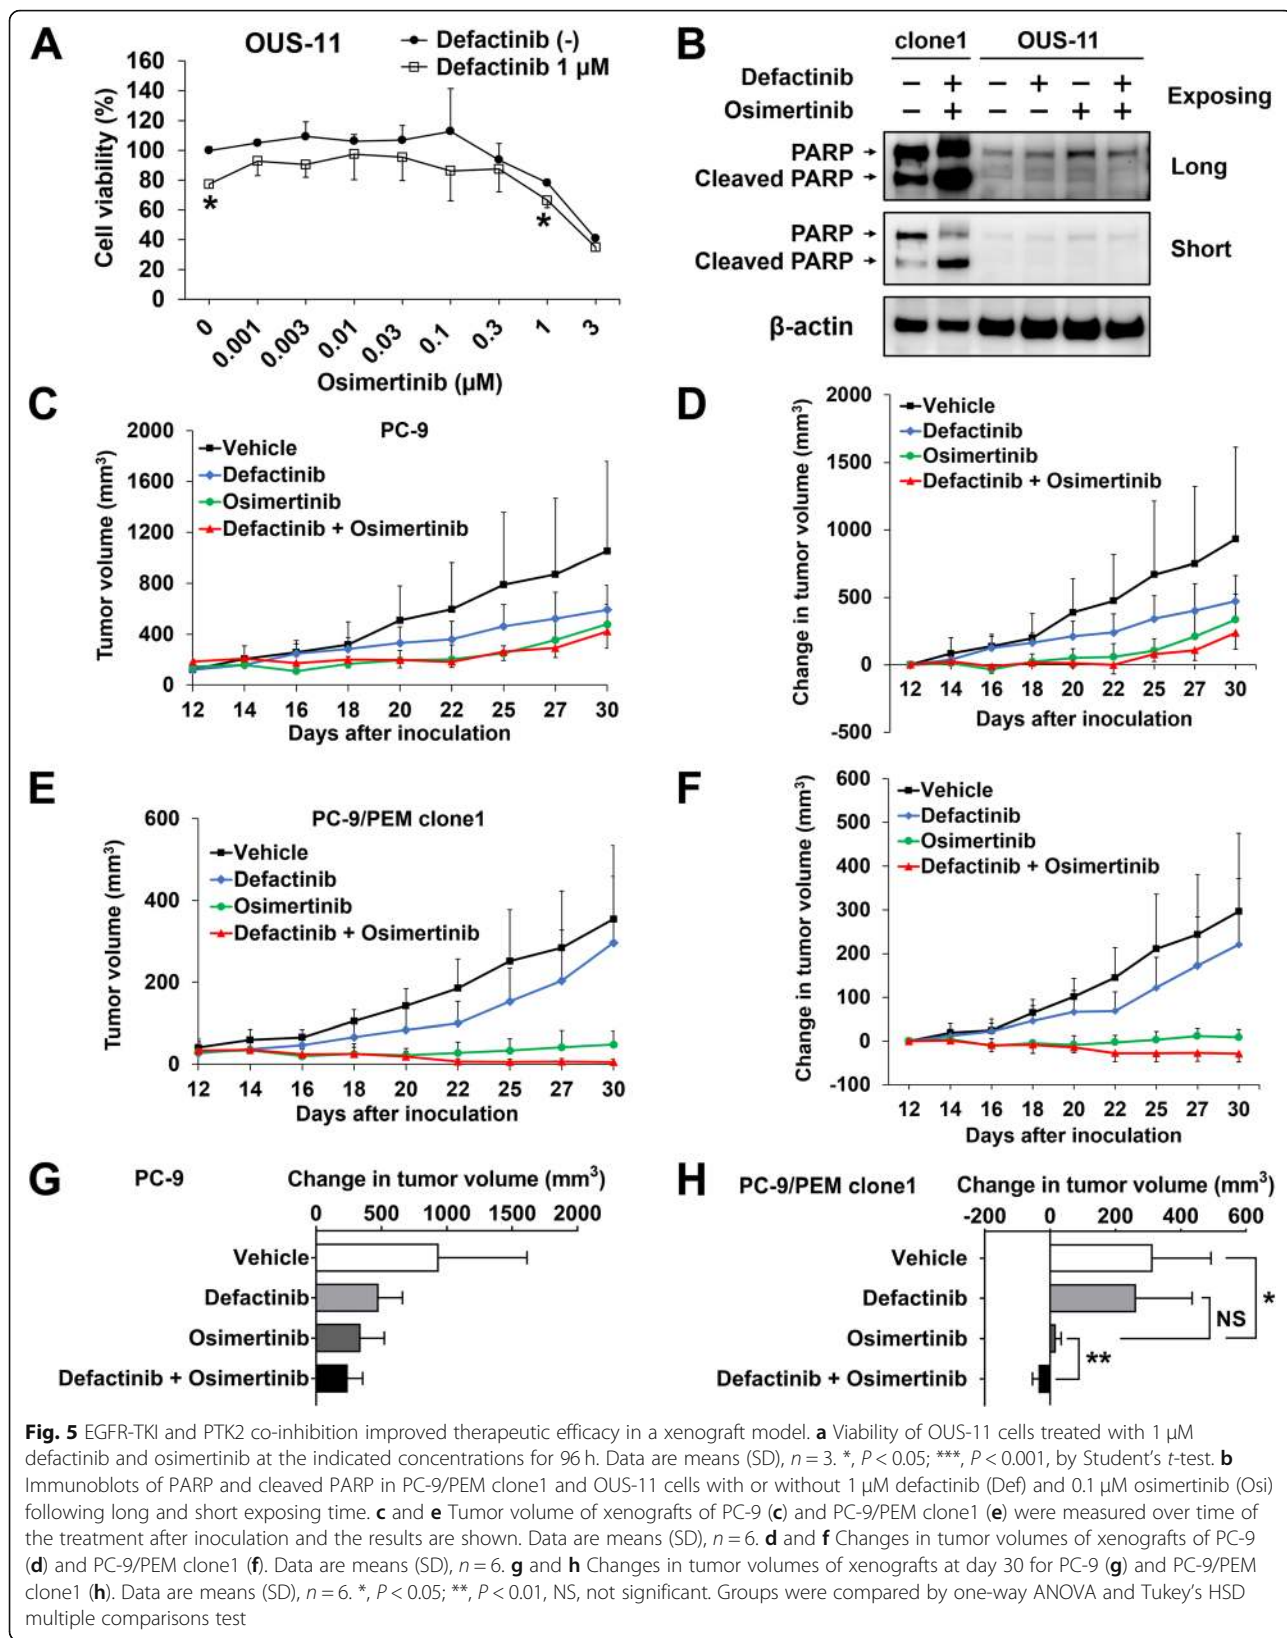 A
OUS-11
Defactinib (-)
Defactinib 1 µM
Cell viability (%)
160
140
120
100
80
60
40
20
0
*
*
0
0.001
0.003
0.01
0.03
0.1
0.3
1
3
Osimertinib (µM)
B
clone1 OUS-11
Defactinib − + − + − +
Osimertinib − + − − + +
Exposing
PARP
Cleaved PARP
Long
PARP
Cleaved PARP
Short
β-actin
C
PC-9
Vehicle
Defactinib
Osimertinib
Defactinib + Osimertinib
Tumor volume (mm³)
2000
1600
1200
800
400
0
12 14 16 18 20 22 25 27 30
Days after inoculation
D
Vehicle
Defactinib
Osimertinib
Defactinib + Osimertinib
Change in tumor volume (mm³)
2000
1500
1000
500
0
-500
12 14 16 18 20 22 25 27 30
Days after inoculation
E
PC-9/PEM clone1
Vehicle
Defactinib
Osimertinib
Defactinib + Osimertinib
Tumor volume (mm³)
600
400
200
0
12 14 16 18 20 22 25 27 30
Days after inoculation
F
Vehicle
Defactinib
Osimertinib
Defactinib + Osimertinib
Change in tumor volume (mm³)
600
500
400
300
200
100
0
-100
12 14 16 18 20 22 25 27 30
Days after inoculation
G
PC-9
Change in tumor volume (mm³)
0 500 1000 1500 2000
Vehicle
Defactinib
Osimertinib
Defactinib + Osimertinib
H
PC-9/PEM clone1
Change in tumor volume (mm³)
-200 0 200 400 600
Vehicle
Defactinib
Osimertinib
Defactinib + Osimertinib
*
NS
**
Fig. 5 EGFR-TKI and PTK2 co-inhibition improved therapeutic efficacy in a xenograft model. a Viability of OUS-11 cells treated with 1 µM
defactinib and osimertinib at the indicated concentrations for 96 h. Data are means (SD), n = 3. *, P < 0.05; ***, P < 0.001, by Student's t-test. b
Immunoblots of PARP and cleaved PARP in PC-9/PEM clone1 and OUS-11 cells with or without 1 µM defactinib (Def) and 0.1 µM osimertinib (Osi)
following long and short exposing time. c and e Tumor volume of xenografts of PC-9 (c) and PC-9/PEM clone1 (e) were measured over time of
the treatment after inoculation and the results are shown. Data are means (SD), n = 6. d and f Changes in tumor volumes of xenografts of PC-9
(d) and PC-9/PEM clone1 (f). Data are means (SD), n = 6. g and h Changes in tumor volumes of xenografts at day 30 for PC-9 (g) and PC-9/PEM
clone1 (h). Data are means (SD), n = 6. *, P < 0.05; **, P < 0.01, NS, not significant. Groups were compared by one-way ANOVA and Tukey's HSD
multiple comparisons test